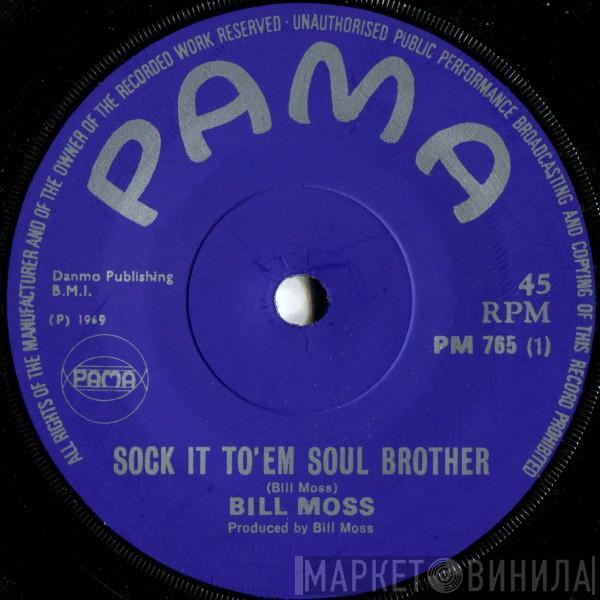 ALL RIGHTS OF THE MANUFACTURER AND OF THE OWNER OF THE RECORDED WORK RESERVED · UNAUTHORISED PUBLIC PERFORMANCE BROADCASTING AND COPYING OF THIS RECORD PROHIBITED
PAMA
Danmo Publishing
B.M.I.
(P) 1969
45
RPM
PM 765 (1)
PAMA
SOCK IT TO'EM SOUL BROTHER
(Bill Moss)
BILL MOSS
Produced by Bill Moss
МАРКЕТ ВИНИЛА